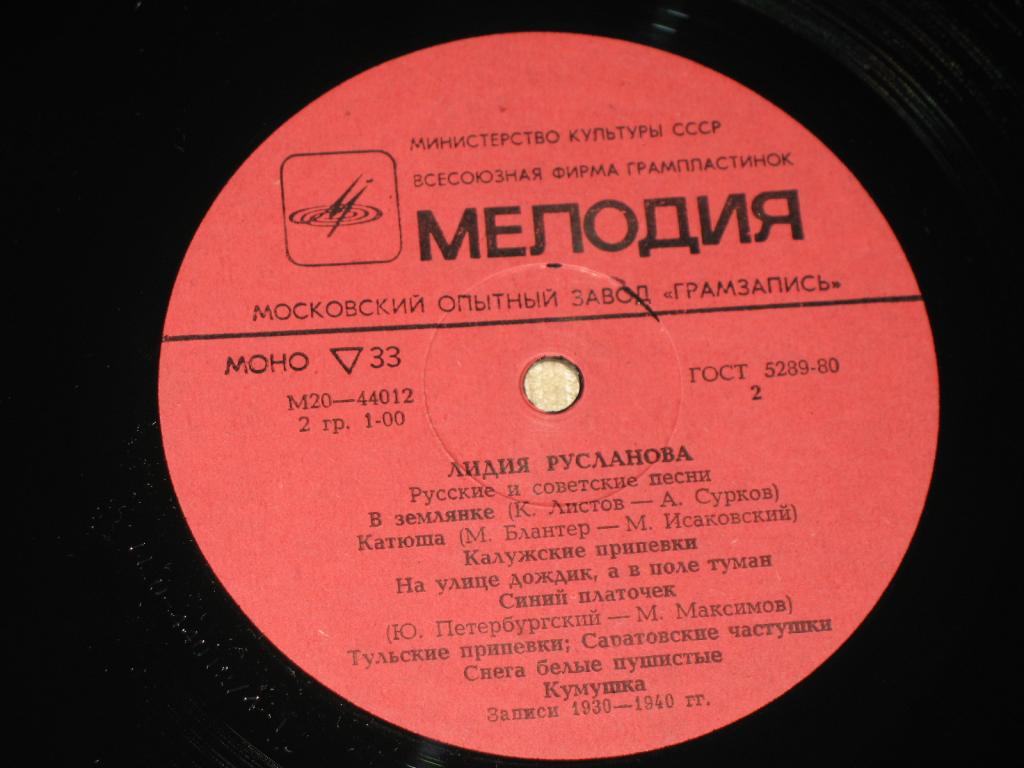 МИНИСТЕРСТВО КУЛЬТУРЫ СССР
ВСЕСОЮЗНАЯ ФИРМА ГРАМПЛАСТИНОК
МЕЛОДИЯ
МОСКОВСКИЙ ОПЫТНЫЙ ЗАВОД «ГРАМЗАПИСЬ»
МОНО 33
М20—44012
2 гр. 1-00
ГОСТ 5289-80
2
ЛИДИЯ РУСЛАНОВА
Русские и советские песни
В землянке (К. Листов — А. Сурков)
Катюша (М. Блантер — М. Исаковский)
Калужские припевки
На улице дождик, а в поле туман
Синий платочек
(Ю. Петербургский — М. Максимов)
Тульские припевки; Саратовские частушки
Снега белые пушистые
Кумушка
Записи 1930—1940 гг.